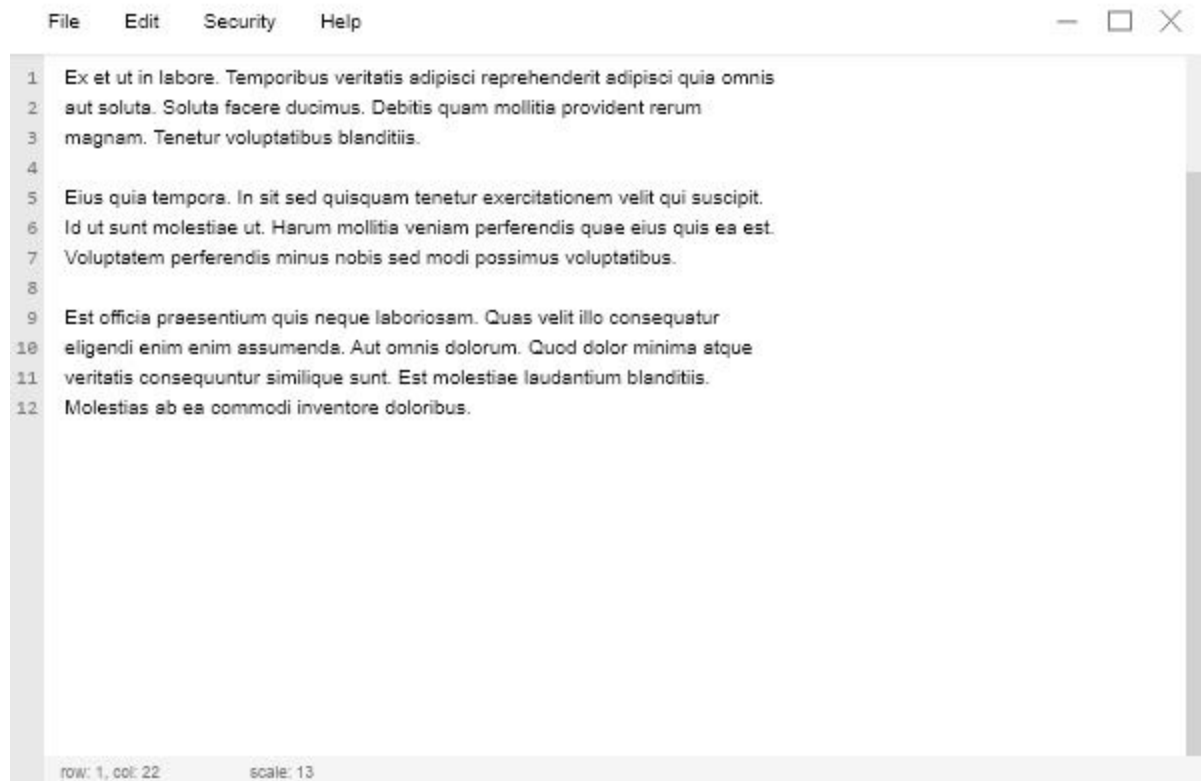 File Edit Security Help
1 Ex et ut in labore. Temporibus veritatis adipisci reprehenderit adipisci quia omnis
2 aut soluta. Soluta facere ducimus. Debitis quam mollitia provident rerum
3 magnam. Tenetur voluptatibus blanditiis.
4
5 Eius quia tempora. In sit sed quisquam tenetur exercitationem velit qui suscipit.
6 Id ut sunt molestiae ut. Harum mollitia veniam perferendis quae eius quis ea est.
7 Voluptatem perferendis minus nobis sed modi possimus voluptatibus.
8
9 Est officia praesentium quis neque laboriosam. Quas velit illo consequatur
10 eligendi enim enim assumenda. Aut omnis dolorum. Quod dolor minima atque
11 veritatis consequuntur similique sunt. Est molestiae laudantium blanditiis.
12 Molestias ab ea commodi inventore doloribus.
row: 1, col: 22 scale: 13